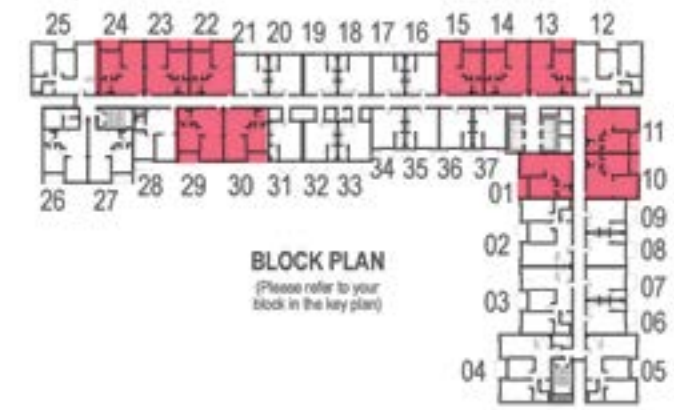 25 24 23 22 21 20 19 18 17 16 15 14 13 12
11
10
26 27 28 29 30 31 32 33 34 35 36 37
01
09
02 08
07
03
06
04 05
BLOCK PLAN
(Please refer to your
block in the key plan)